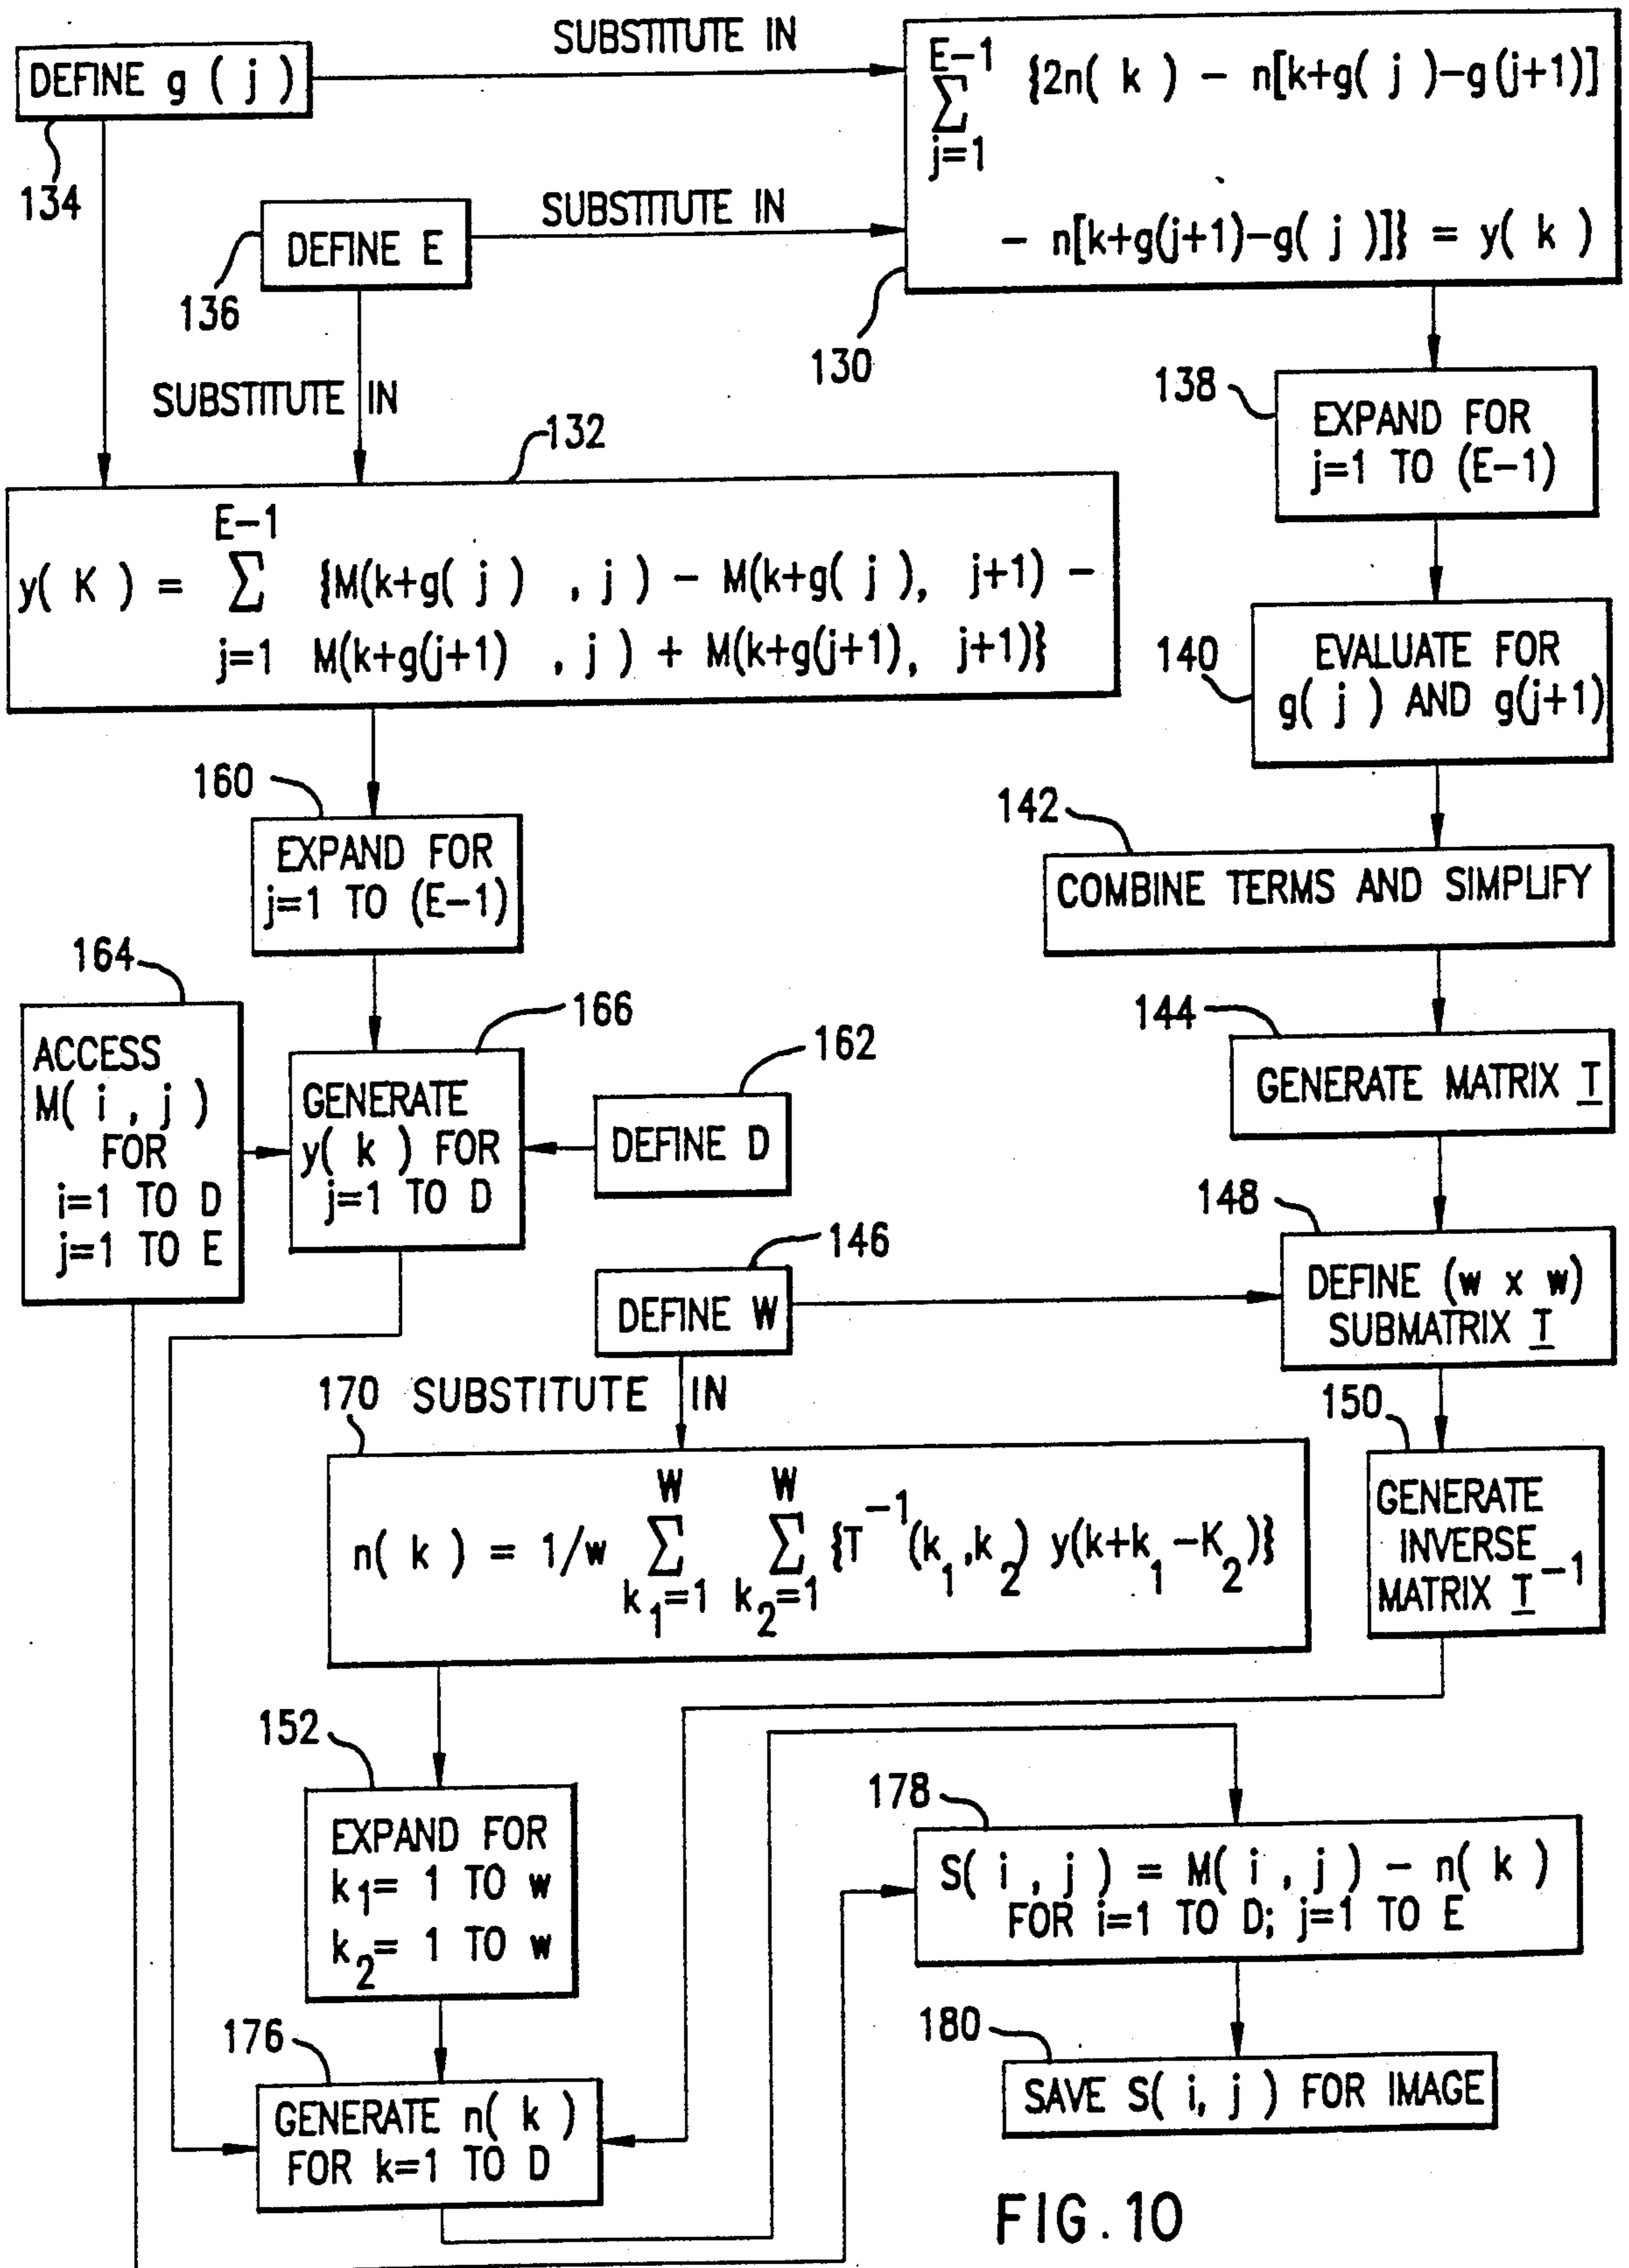 DEFINE g ( j )
134
SUBSTITUTE IN
E-1
∑ {2n( k ) - n[k+g( j )-g(j+1)]
j=1
- n[k+g(j+1)-g( j )]} = y( k )
130
DEFINE E
136
SUBSTITUTE IN
SUBSTITUTE IN
132
E-1
y( K ) = ∑ {M(k+g( j ) , j ) - M(k+g( j ), j+1) -
j=1 M(k+g(j+1) , j ) + M(k+g(j+1), j+1)}
138
EXPAND FOR
j=1 TO (E-1)
140
EVALUATE FOR
g( j ) AND g(j+1)
160
EXPAND FOR
j=1 TO (E-1)
142
COMBINE TERMS AND SIMPLIFY
164
ACCESS
M( i , j )
FOR
i=1 TO D
j=1 TO E
166
GENERATE
y( k ) FOR
j=1 TO D
162
DEFINE D
144
GENERATE MATRIX T
146
DEFINE W
148
DEFINE (w x w)
SUBMATRIX T
170 SUBSTITUTE IN
W W
n( k ) = 1/w ∑ ∑ {T⁻¹(k₁,k₂) y(k+k₁-K₂)}
k₁=1 k₂=1
150
GENERATE
INVERSE
MATRIX T⁻¹
152
EXPAND FOR
k₁= 1 TO w
k₂= 1 TO w
178
S( i , j ) = M( i , j ) - n( k )
FOR i=1 TO D; j=1 TO E
176
GENERATE n( k )
FOR k=1 TO D
180
SAVE S( i, j ) FOR IMAGE
FIG. 10